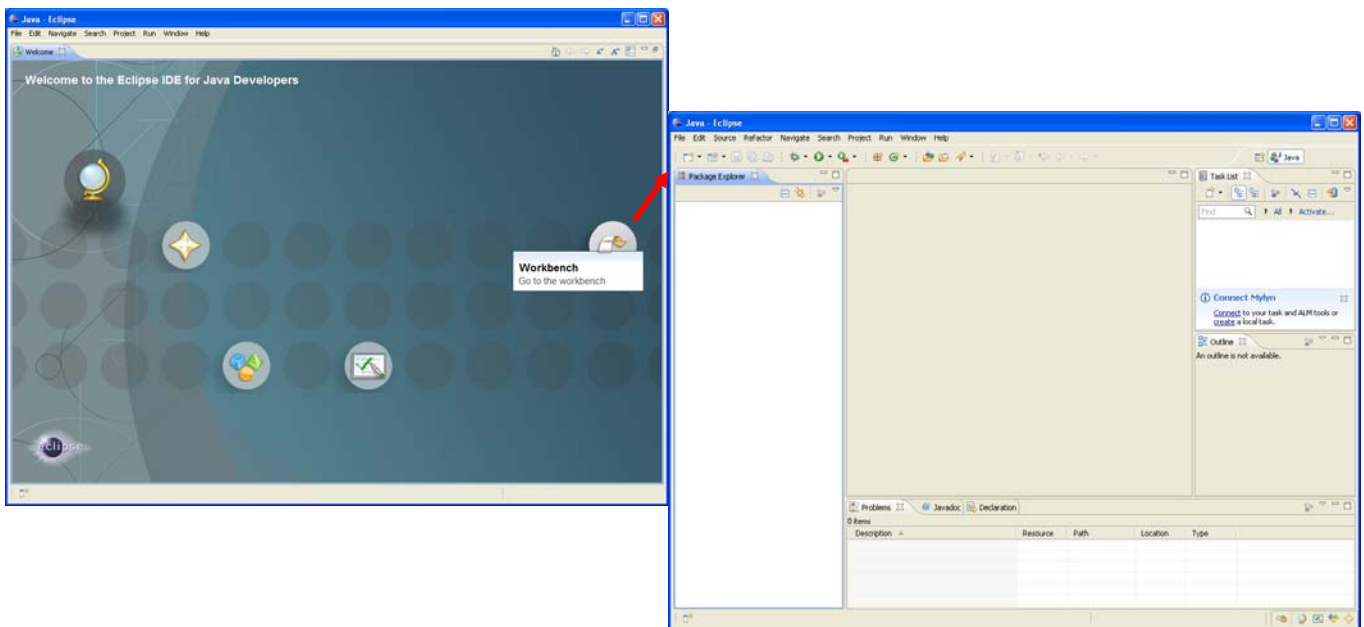 Java - Eclipse
File Edit Navigate Search Project Run Window Help
Welcome
Welcome to the Eclipse IDE for Java Developers
Workbench
Go to the workbench
eclipse
Java - Eclipse
File Edit Source Refactor Navigate Search Project Run Window Help
Java
Package Explorer
Task List
Find All Activate...
Connect Mylyn
Connect to your task and ALM tools or
create a local task.
Outline
An outline is not available.
Problems Javadoc Declaration
0 items
Description Resource Path Location Type